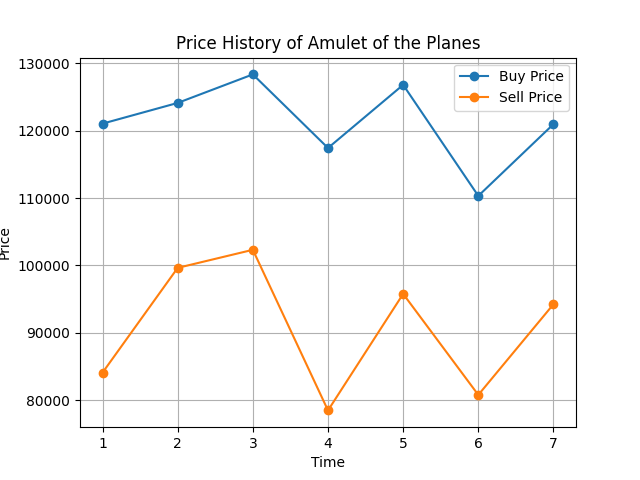 Price History of Amulet of the Planes
Buy Price
Sell Price
130000
120000
110000
100000
90000
80000
Price
1 2 3 4 5 6 7
Time